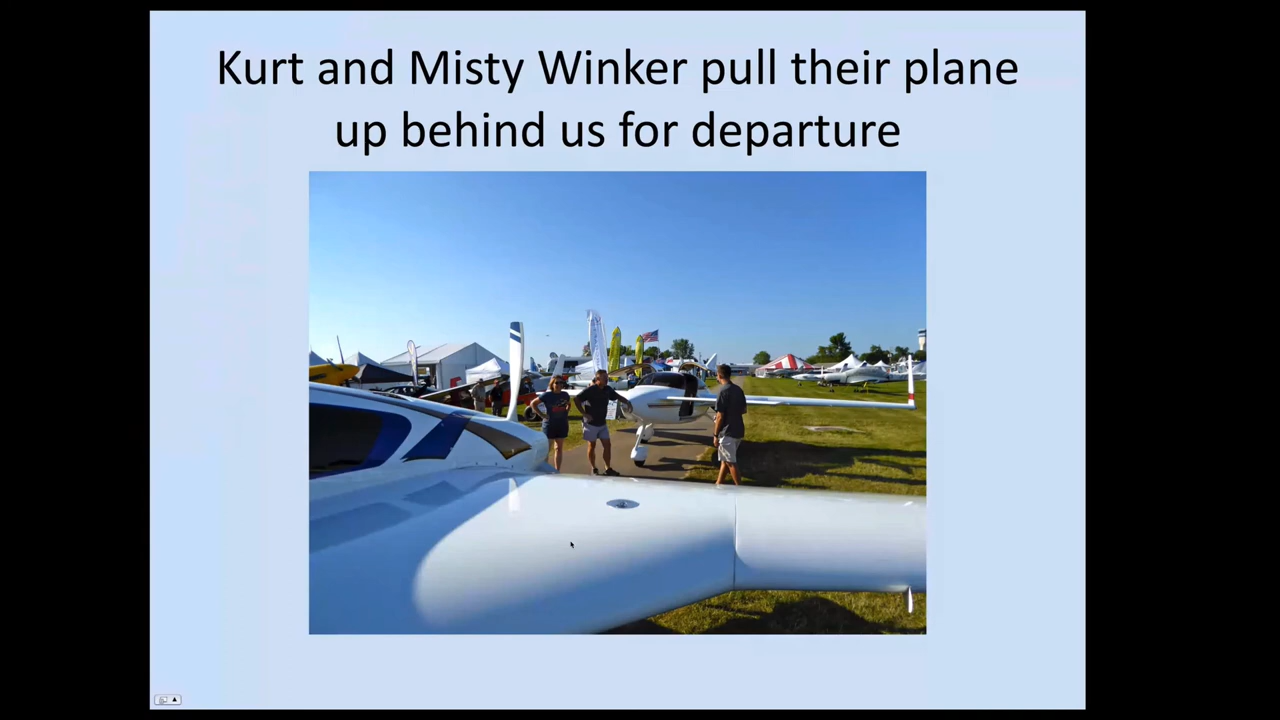 Kurt and Misty Winker pull their plane
up behind us for departure